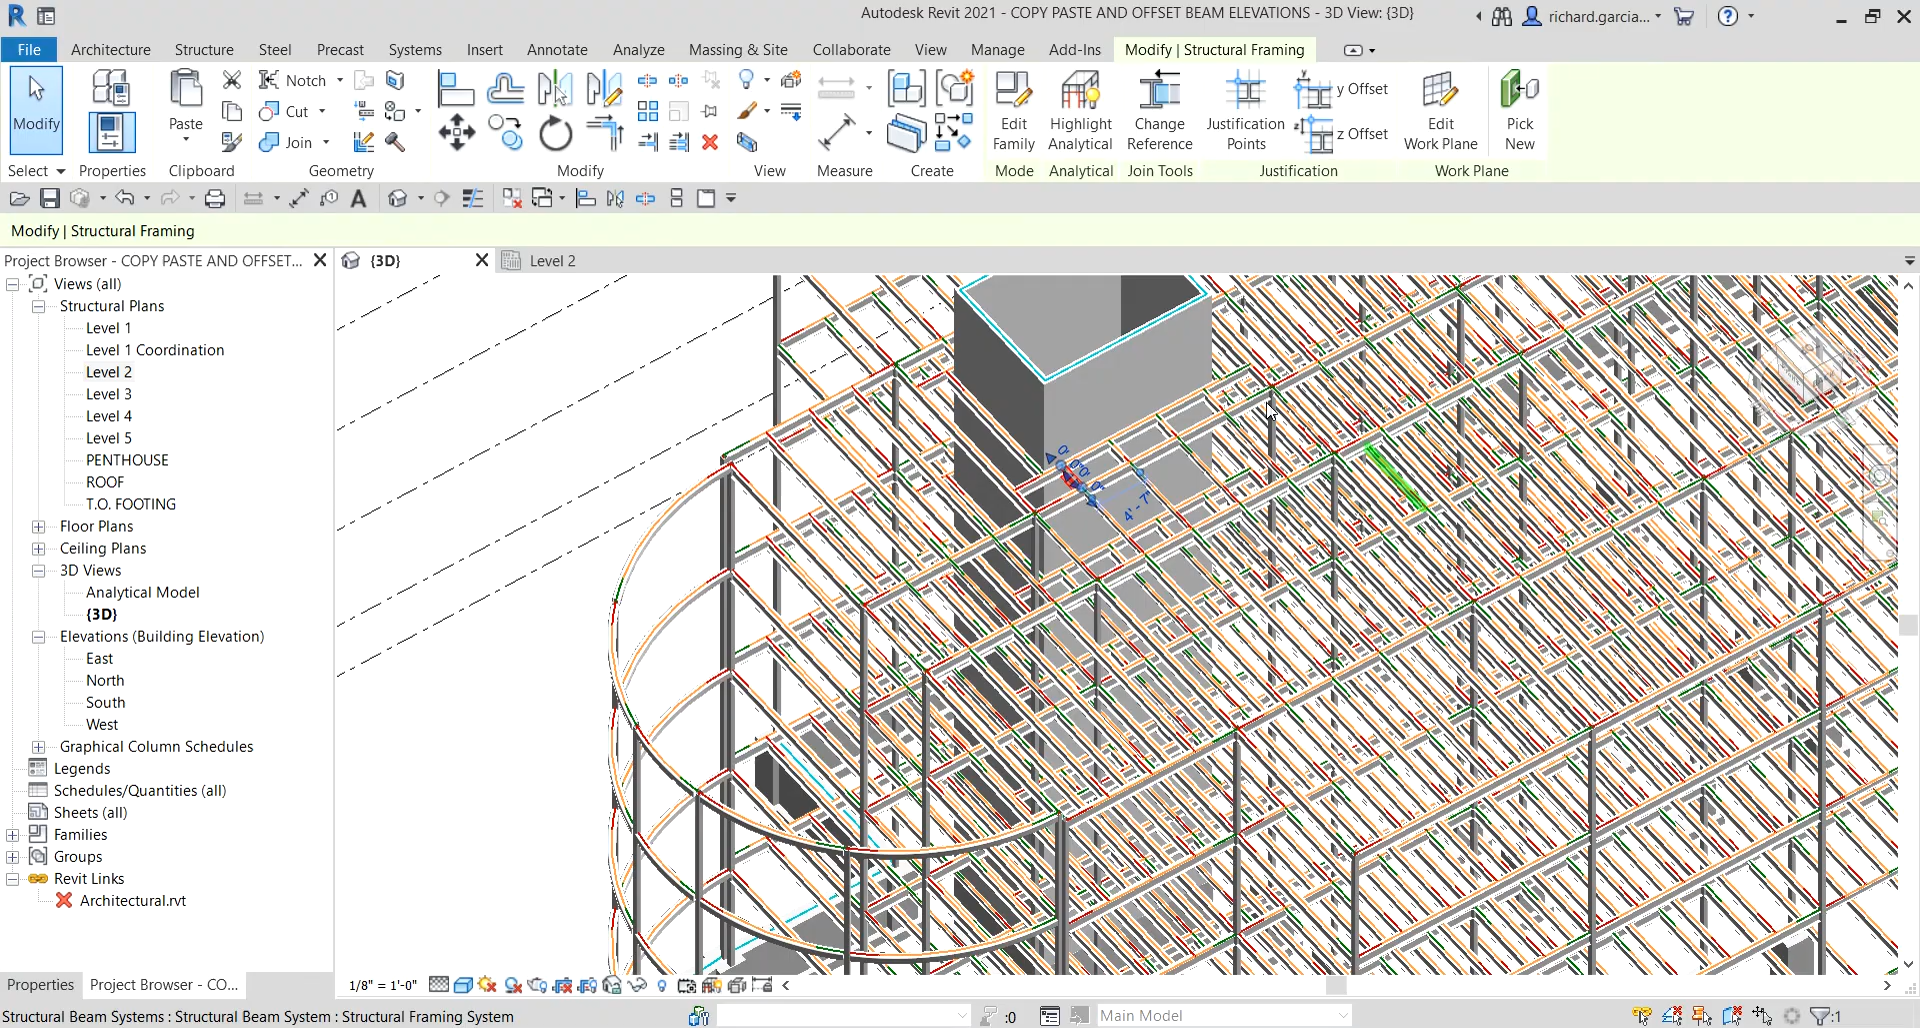 Autodesk Revit 2021 - COPY PASTE AND OFFSET BEAM ELEVATIONS - 3D View: {3D}
richard.garcia...
File Architecture Structure Steel Precast Systems Insert Annotate Analyze Massing & Site Collaborate View Manage Add-Ins Modify | Structural Framing
Modify
Paste
Notch
Cut
Join
Edit Family
Highlight Analytical
Change Reference
Justification Points
y Offset
z Offset
Edit Work Plane
Pick New
Select Properties Clipboard Geometry Modify View Measure Create Mode Analytical Join Tools Justification Work Plane
Modify | Structural Framing
Project Browser - COPY PASTE AND OFFSET...
{3D}
Level 2
Views (all)
Structural Plans
Level 1
Level 1 Coordination
Level 2
Level 3
Level 4
Level 5
PENTHOUSE
ROOF
T.O. FOOTING
Floor Plans
Ceiling Plans
3D Views
Analytical Model
{3D}
Elevations (Building Elevation)
East
North
South
West
Graphical Column Schedules
Legends
Schedules/Quantities (all)
Sheets (all)
Families
Groups
Revit Links
Architectural.rvt
4' - 7"
Properties Project Browser - CO...
1/8" = 1'-0"
Structural Beam Systems : Structural Beam System : Structural Framing System
:0
Main Model
:1